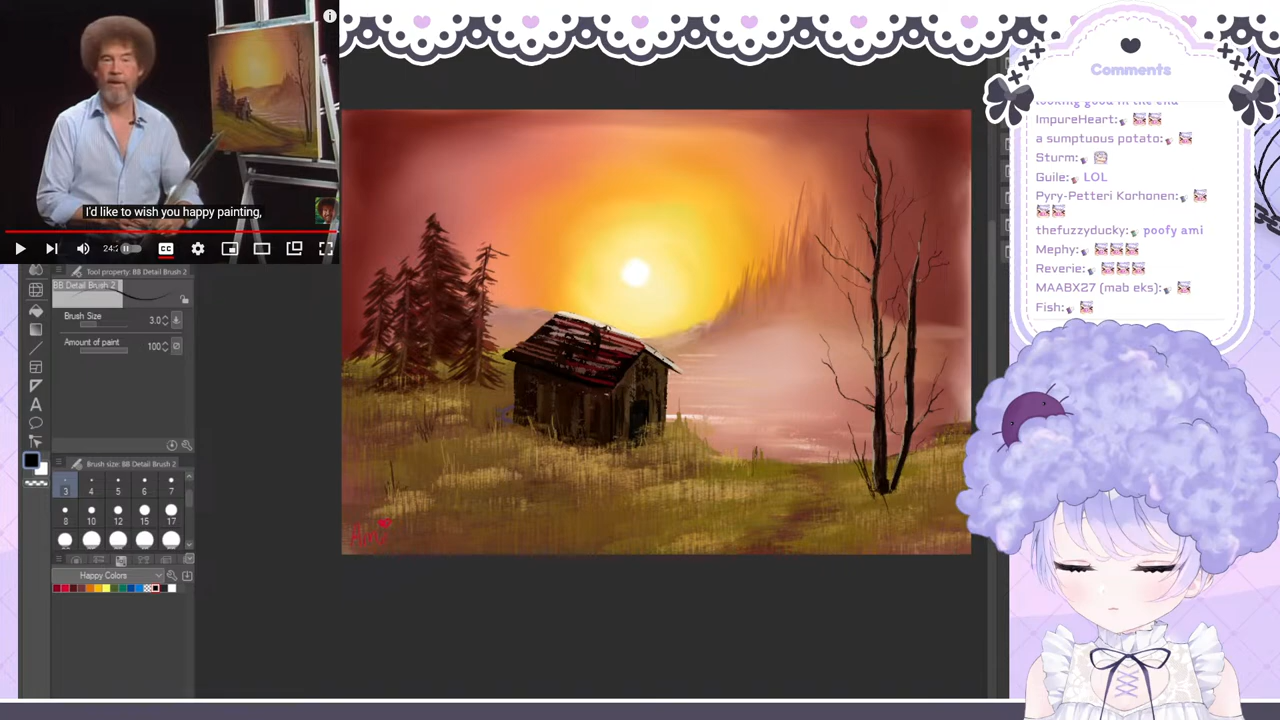 I'd like to wish you happy painting,
24:
CC
Tool property: BB Detail Brush 2
BB Detail Brush 2
Brush Size
3.0
Amount of paint
100
Brush size: BB Detail Brush 2
3 4 5 6 7
8 10 12 15 17
Happy Colors
Ami
Comments
looking good in the end
ImpureHeart:
a sumptuous potato:
Sturm:
Guile: LOL
Pyry-Petteri Korhonen:
thefuzzyducky: poofy ami
Mephy:
Reverie:
MAABX27 (mab eks):
Fish: